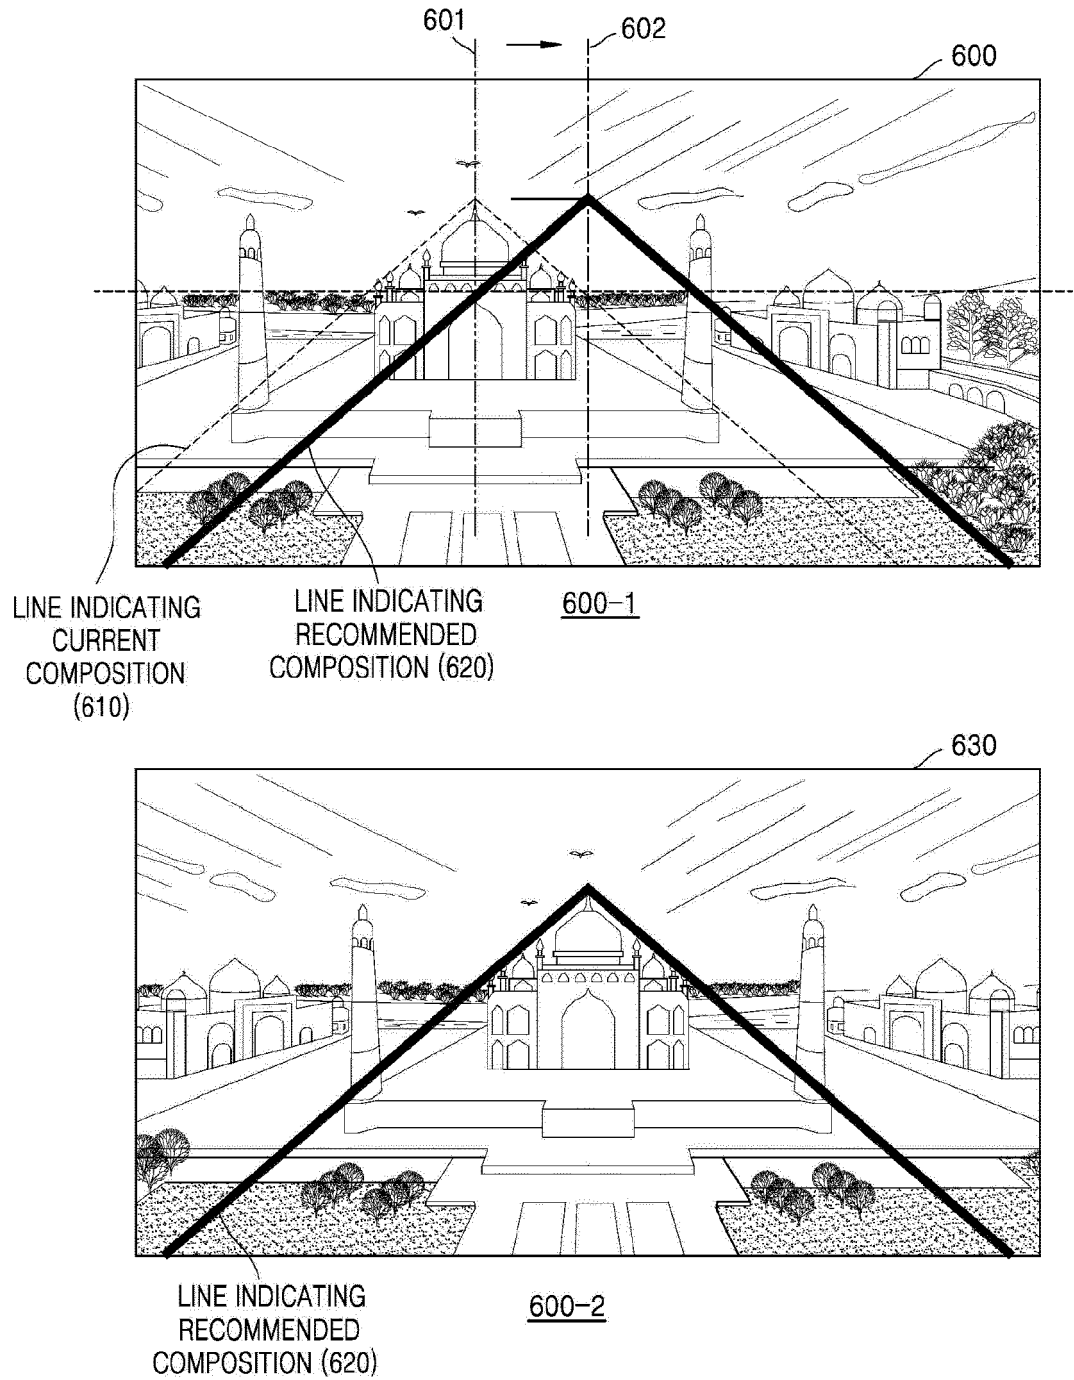 601
602
600
LINE INDICATING
CURRENT
COMPOSITION
(610)
LINE INDICATING
RECOMMENDED
COMPOSITION (620)
600-1
630
LINE INDICATING
RECOMMENDED
COMPOSITION (620)
600-2